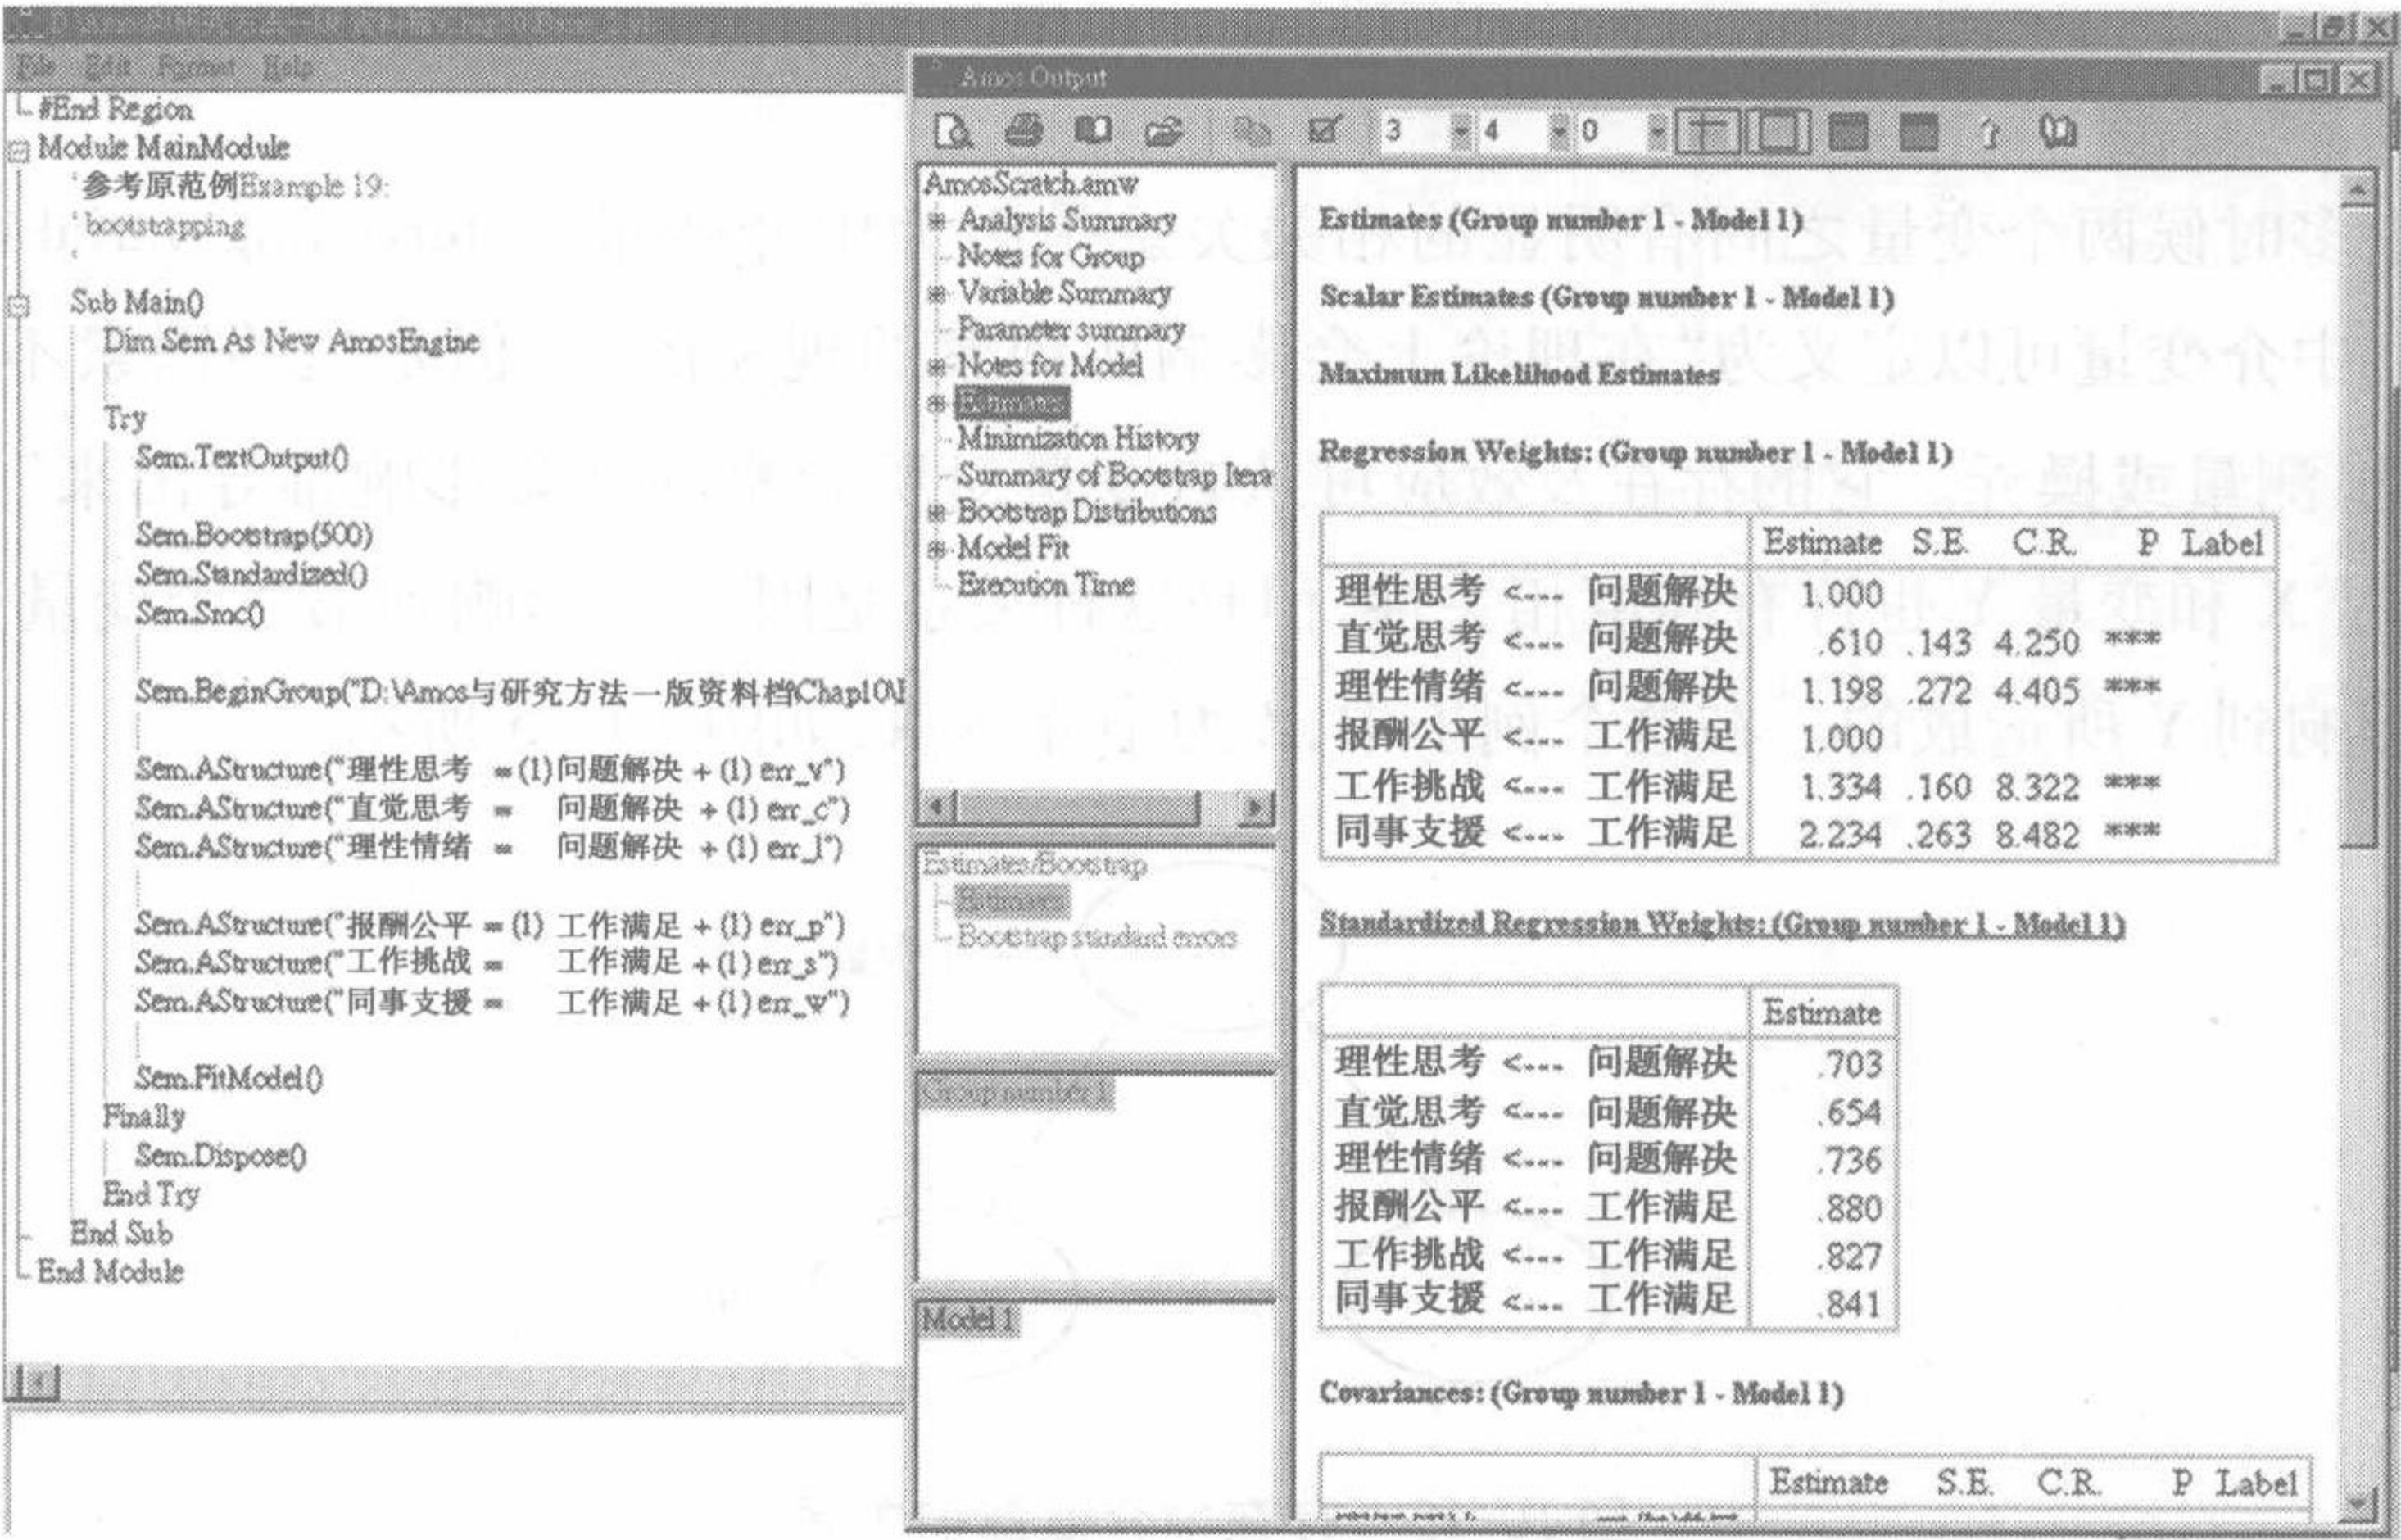 File Edit Format Help
#End Region
Module MainModule
'参考原范例Example 19:
'bootstrapping
'
Sub Main()
Dim Sem As New AmosEngine
Try
Sem.TextOutput()
Sem.Bootstrap(500)
Sem.Standardized()
Sem.Smc()
Sem.BeginGroup("D:\Amos与研究方法一版资料档\Chap10\
Sem.AStructure("理性思考 = (1)问题解决 + (1) err_v")
Sem.AStructure("直觉思考 = 问题解决 + (1) err_c")
Sem.AStructure("理性情绪 = 问题解决 + (1) err_l")
Sem.AStructure("报酬公平 = (1) 工作满足 + (1) err_p")
Sem.AStructure("工作挑战 = 工作满足 + (1) err_s")
Sem.AStructure("同事支援 = 工作满足 + (1) err_w")
Sem.FitModel()
Finally
Sem.Dispose()
End Try
End Sub
End Module
Amos Output
3 4 0
AmosScratch.amw
Analysis Summary
Notes for Group
Variable Summary
Parameter summary
Notes for Model
Estimates
Minimization History
Summary of Bootstrap Itera
Bootstrap Distributions
Model Fit
Execution Time
Estimates/Bootstrap
Estimates
Bootstrap standard errors
Group number 1
Model 1
Estimates (Group number 1 - Model 1)
Scalar Estimates (Group number 1 - Model 1)
Maximum Likelihood Estimates
Regression Weights: (Group number 1 - Model 1)
Estimate S.E. C.R. P Label
理性思考 <--- 问题解决 1.000
直觉思考 <--- 问题解决 .610 .143 4.250 ***
理性情绪 <--- 问题解决 1.198 .272 4.405 ***
报酬公平 <--- 工作满足 1.000
工作挑战 <--- 工作满足 1.334 .160 8.322 ***
同事支援 <--- 工作满足 2.234 .263 8.482 ***
Standardized Regression Weights: (Group number 1 - Model 1)
Estimate
理性思考 <--- 问题解决 .703
直觉思考 <--- 问题解决 .654
理性情绪 <--- 问题解决 .736
报酬公平 <--- 工作满足 .880
工作挑战 <--- 工作满足 .827
同事支援 <--- 工作满足 .841
Covariances: (Group number 1 - Model 1)
Estimate S.E. C.R. P Label